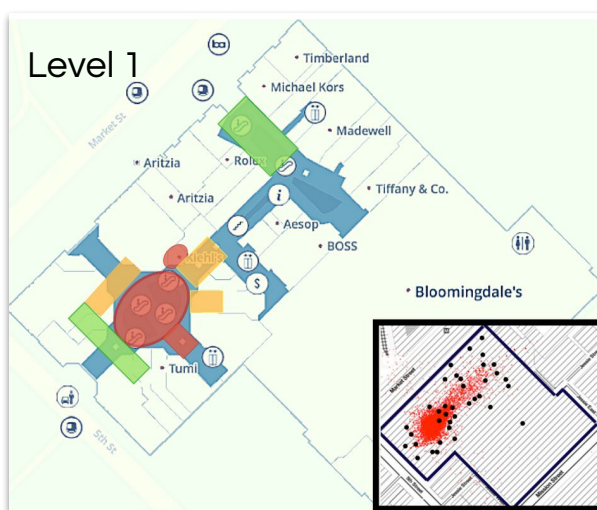 Level 1
Timberland
Michael Kors
Market St
Madewell
Aritzia
Rolex
Aritzia
Tiffany & Co.
i
Aesop
BOSS
Kiehl's
$
Bloomingdale's
Tumi
5th St
Market Street
Mission Street